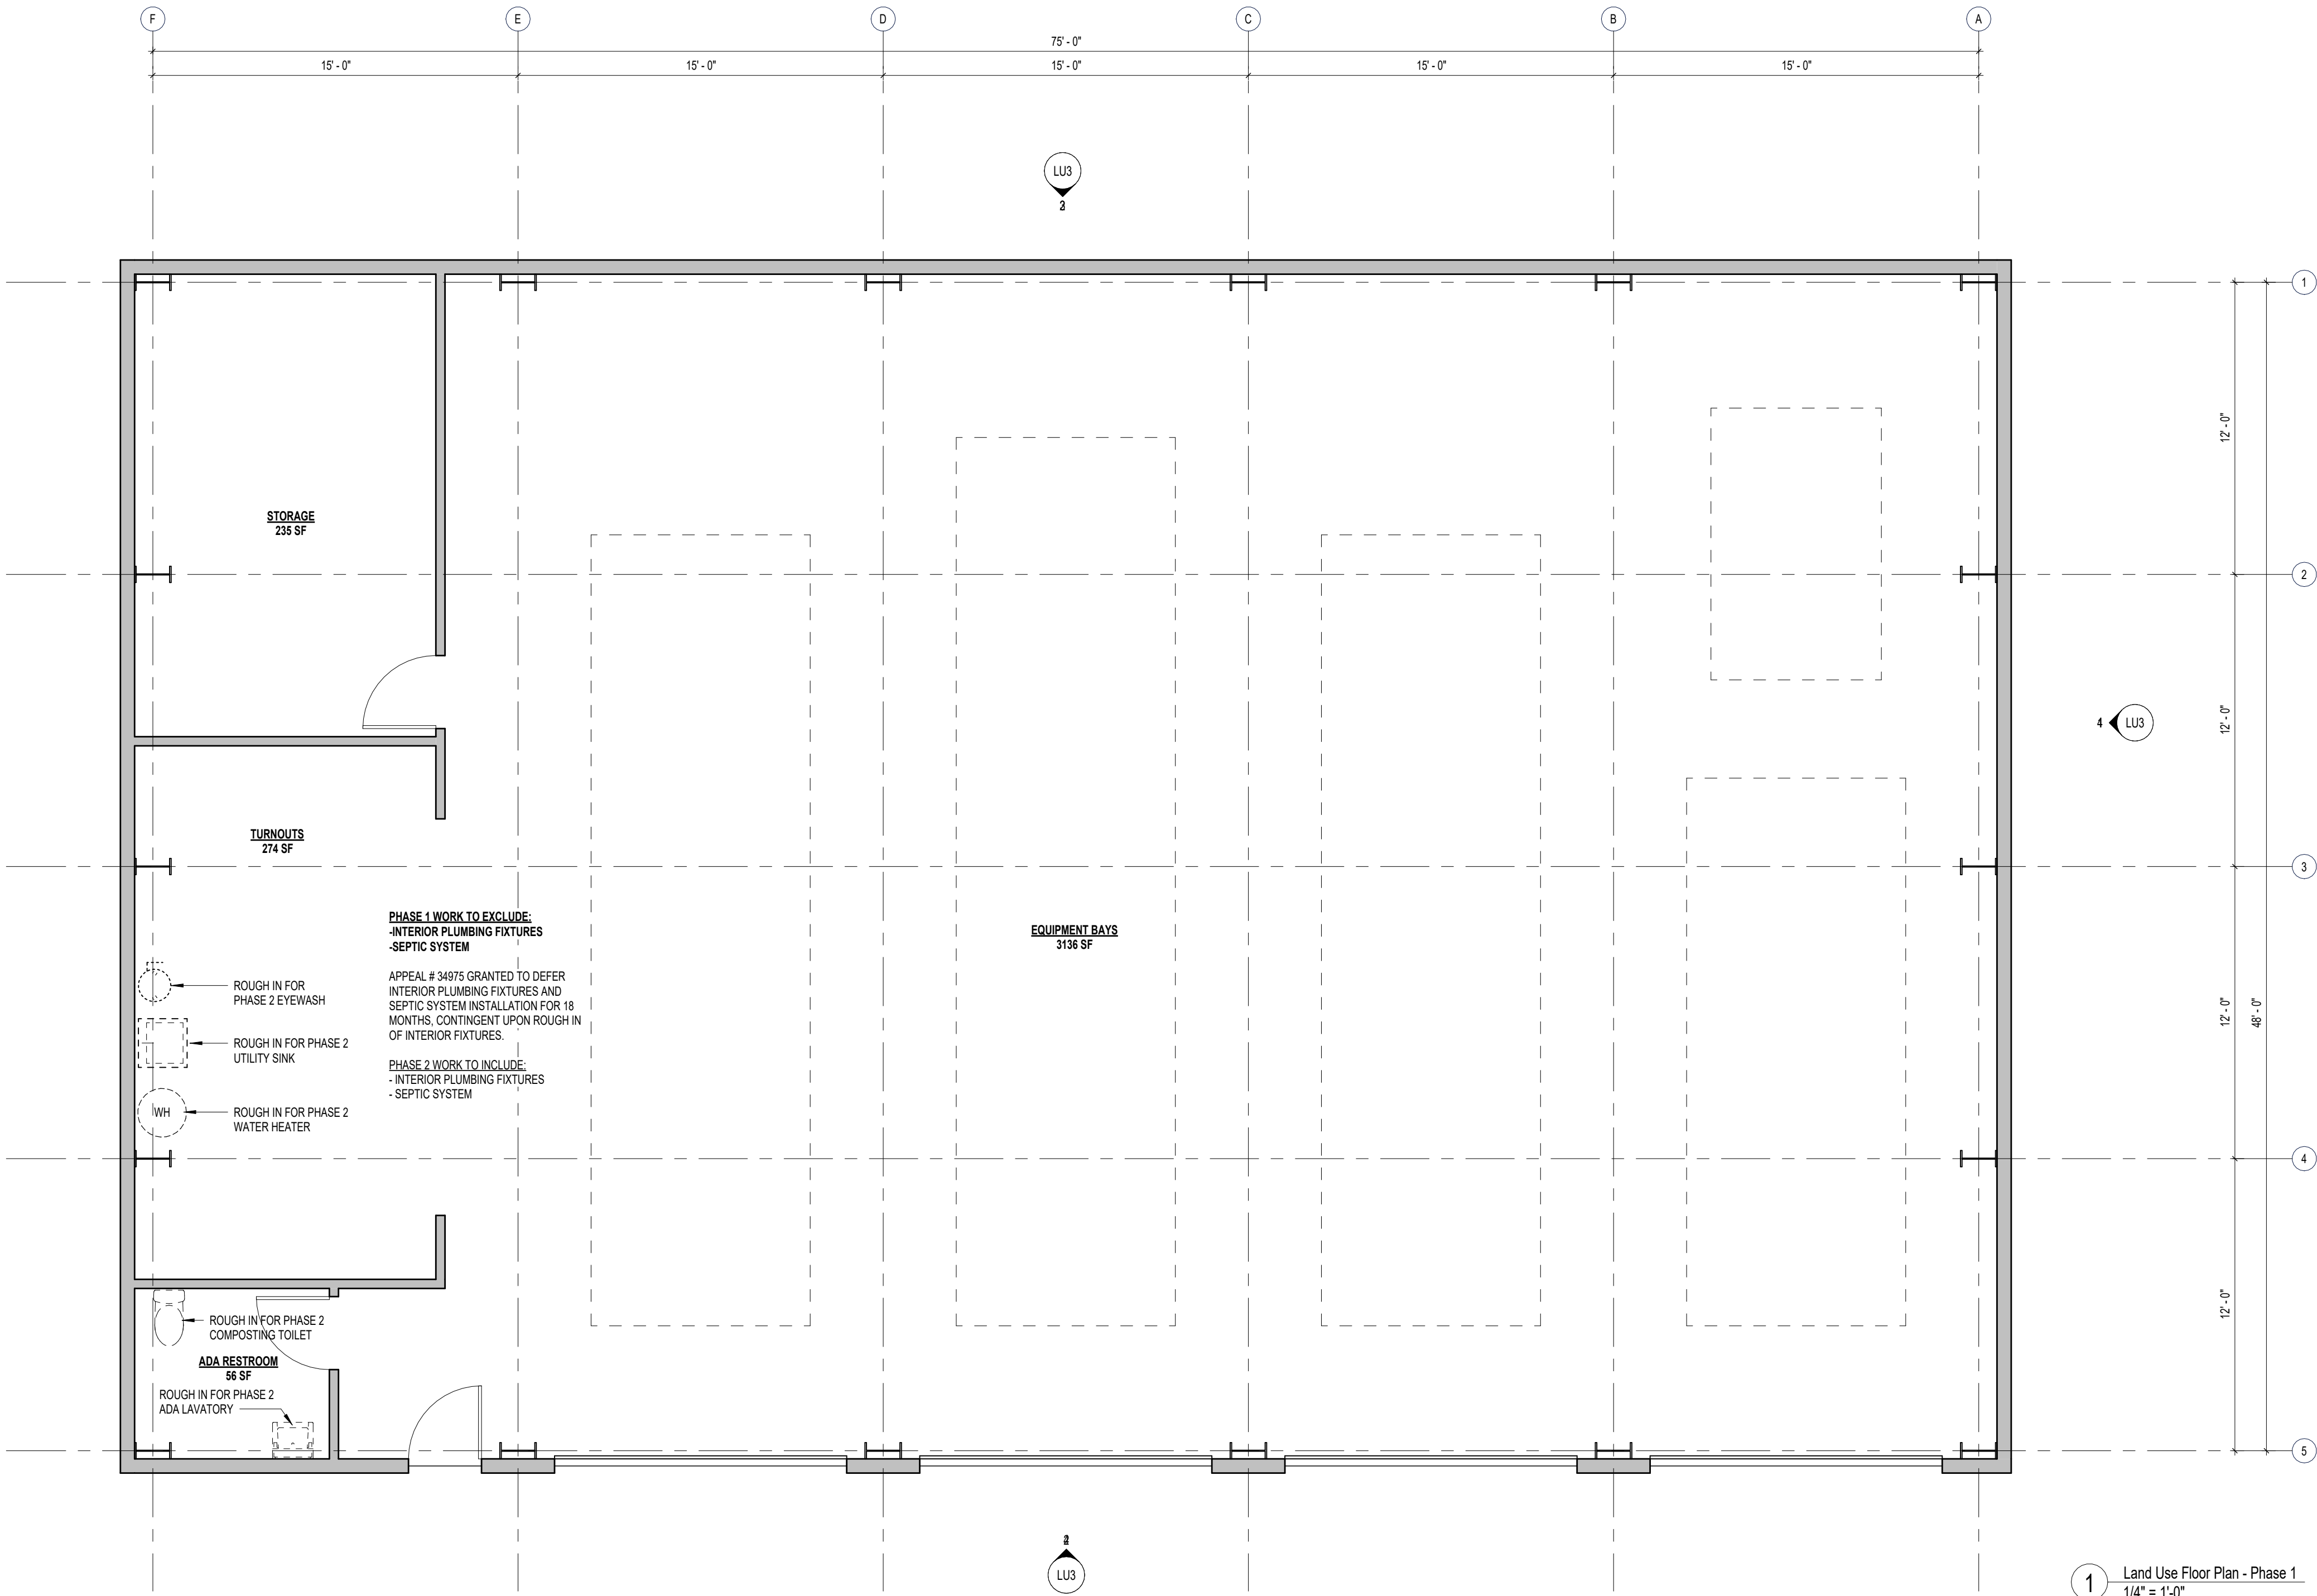 F
E
D
C
B
A
75' - 0"
15' - 0"
15' - 0"
15' - 0"
15' - 0"
15' - 0"
LU3
1
12' - 0"
STORAGE
235 SF
2
4
LU3
12' - 0"
TURNOUTS
274 SF
3
PHASE 1 WORK TO EXCLUDE:
-INTERIOR PLUMBING FIXTURES
-SEPTIC SYSTEM
APPEAL # 34975 GRANTED TO DEFER
INTERIOR PLUMBING FIXTURES AND
SEPTIC SYSTEM INSTALLATION FOR 18
MONTHS, CONTINGENT UPON ROUGH IN
OF INTERIOR FIXTURES.
PHASE 2 WORK TO INCLUDE:
- INTERIOR PLUMBING FIXTURES
- SEPTIC SYSTEM
EQUIPMENT BAYS
3136 SF
ROUGH IN FOR
PHASE 2 EYEWASH
ROUGH IN FOR PHASE 2
UTILITY SINK
WH
ROUGH IN FOR PHASE 2
WATER HEATER
12' - 0"
48' - 0"
4
ROUGH IN FOR PHASE 2
COMPOSTING TOILET
ADA RESTROOM
56 SF
ROUGH IN FOR PHASE 2
ADA LAVATORY
12' - 0"
5
LU3
1
Land Use Floor Plan - Phase 1
1/4" = 1'-0"